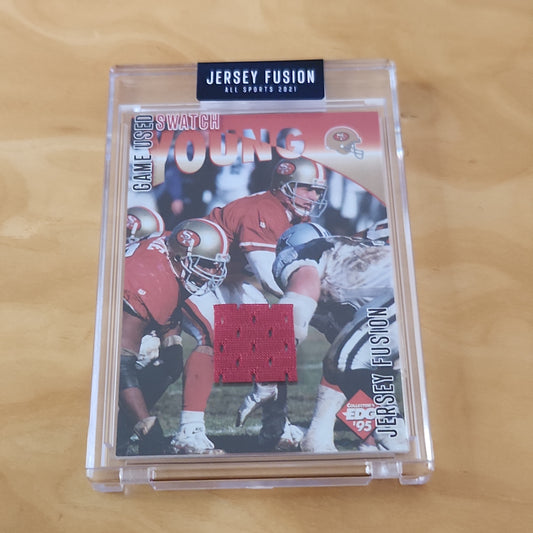 JERSEY FUSION
ALL SPORTS 2021
GAME USED
SWATCH
YOUNG
JERSEY FUSION
COLLECTOR'S
EDGE
'95